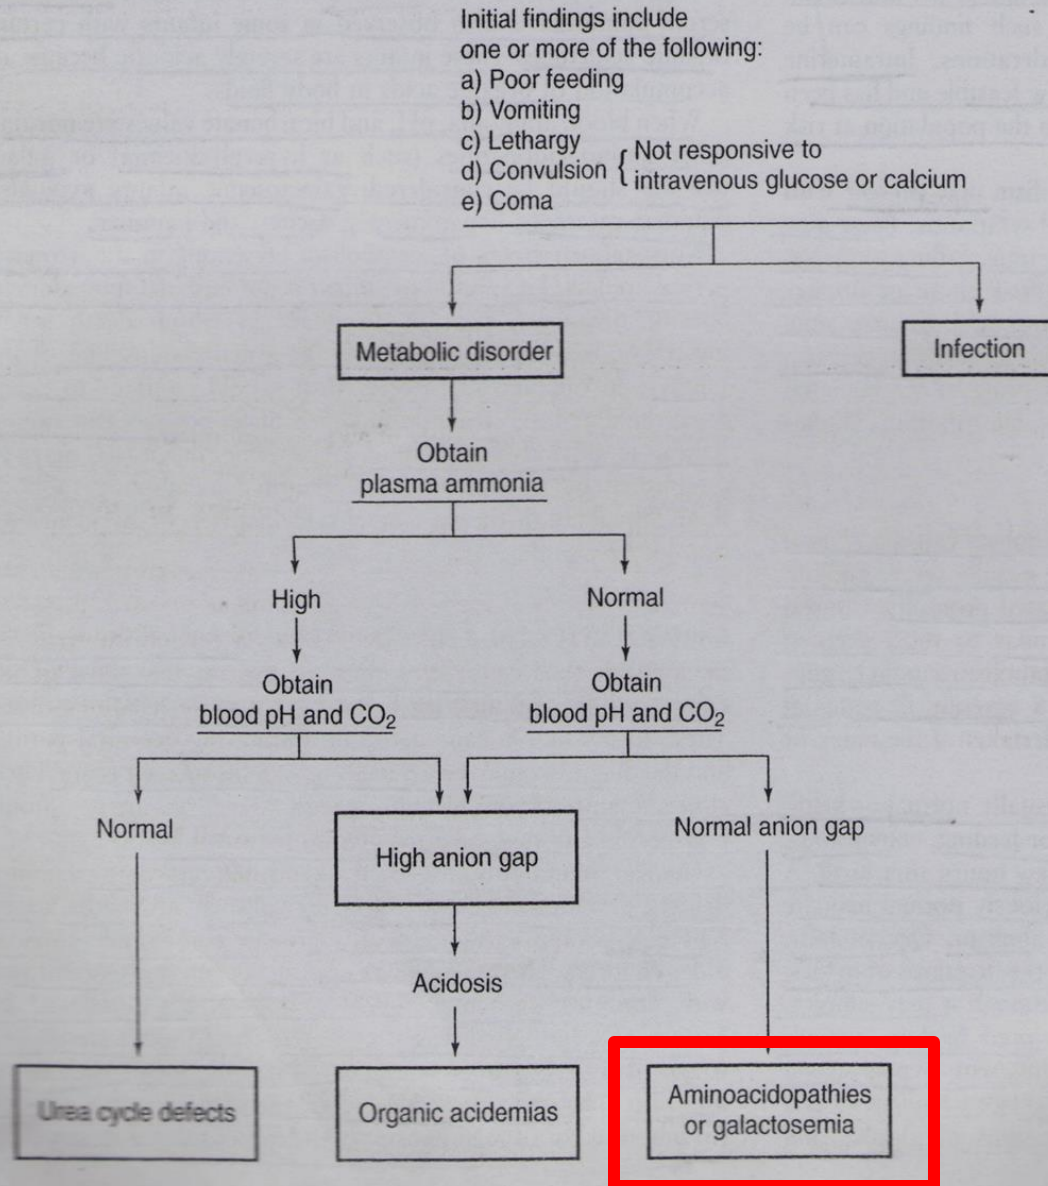 Initial findings include
one or more of the following:
a) Poor feeding
b) Vomiting
c) Lethargy
d) Convulsion { Not responsive to
intravenous glucose or calcium
e) Coma
Metabolic disorder
Infection
Obtain
plasma ammonia
High
Normal
Obtain
blood pH and CO2
Obtain
blood pH and CO2
Normal
High anion gap
Normal anion gap
Acidosis
Urea cycle defects
Organic acidemias
Aminoacidopathies
or galactosemia